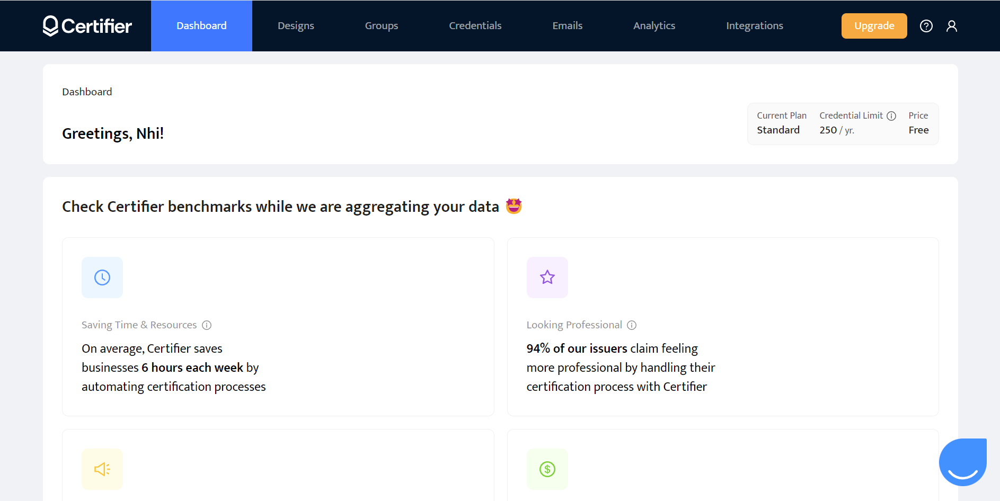 Certifier
Dashboard
Designs
Groups
Credentials
Emails
Analytics
Integrations
Upgrade
Dashboard
Greetings, Nhi!
Current Plan
Standard
Credential Limit
250 / yr.
Price
Free
Check Certifier benchmarks while we are aggregating your data
Saving Time & Resources
On average, Certifier saves
businesses 6 hours each week by
automating certification processes
Looking Professional
94% of our issuers claim feeling
more professional by handling their
certification process with Certifier